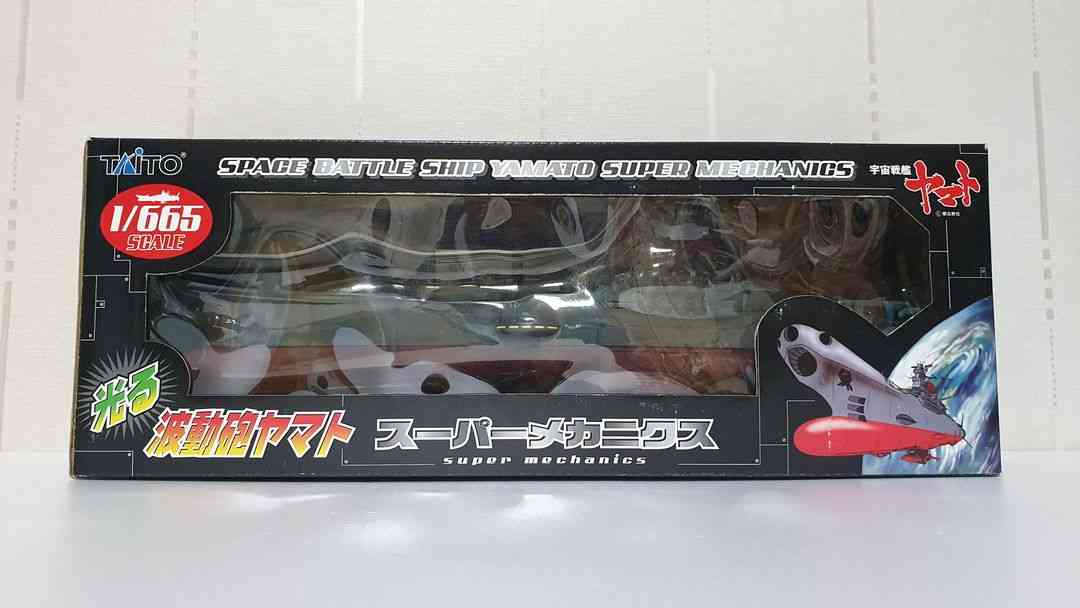 TAITO®
SPACE BATTLE SHIP YAMATO SUPER MECHANICS
宇宙戦艦
ヤマト
1/665
SCALE
光る
波動砲ヤマト
スーパーメカニクス
super mechanics